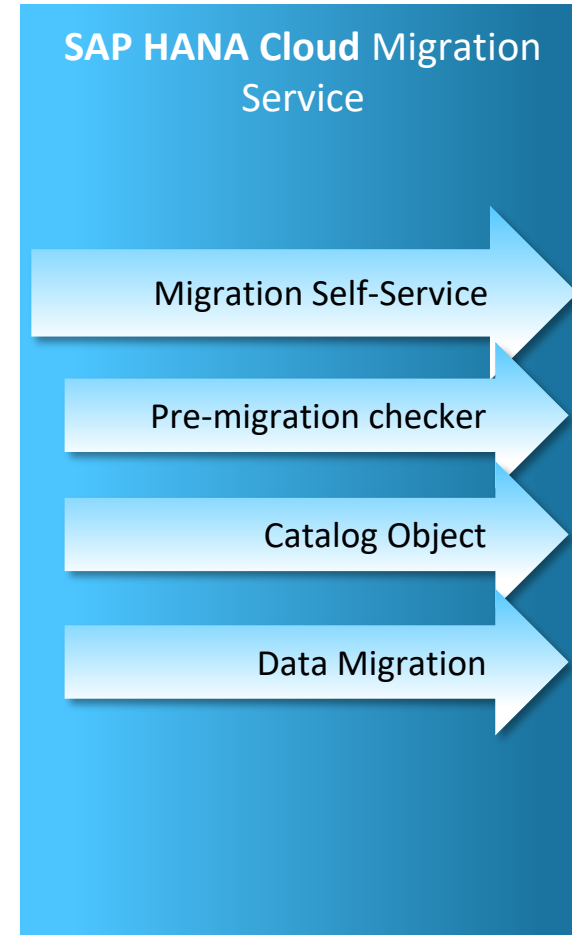 SAP HANA Cloud Migration
Service
Migration Self-Service
Pre-migration checker
Catalog Object
Data Migration